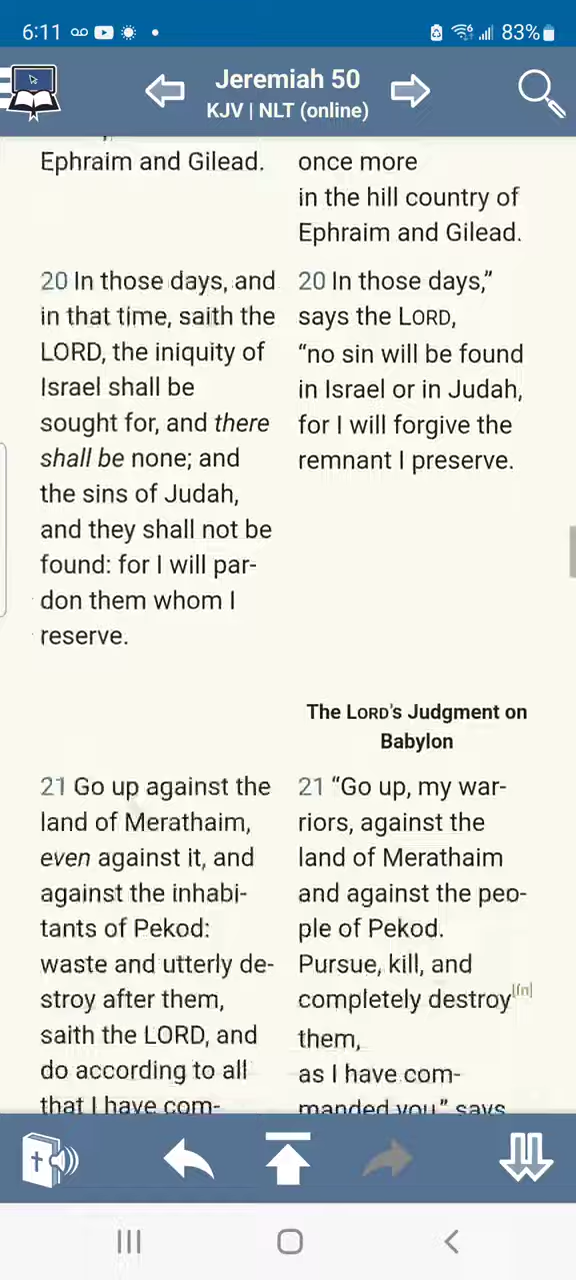 6:11
83%
Jeremiah 50
KJV | NLT (online)
Ephraim and Gilead.
20 In those days, and
in that time, saith the
LORD, the iniquity of
Israel shall be
sought for, and there
shall be none; and
the sins of Judah,
and they shall not be
found: for I will par-
don them whom I
reserve.
21 Go up against the
land of Merathaim,
even against it, and
against the inhabi-
tants of Pekod:
waste and utterly de-
stroy after them,
saith the LORD, and
do according to all
that I have com-
once more
in the hill country of
Ephraim and Gilead.
20 In those days,”
says the LORD,
“no sin will be found
in Israel or in Judah,
for I will forgive the
remnant I preserve.
The LORD’s Judgment on
Babylon
21 “Go up, my war-
riors, against the
land of Merathaim
and against the peo-
ple of Pekod.
Pursue, kill, and
completely destroy[fn]
them,
as I have com-
manded you,” says